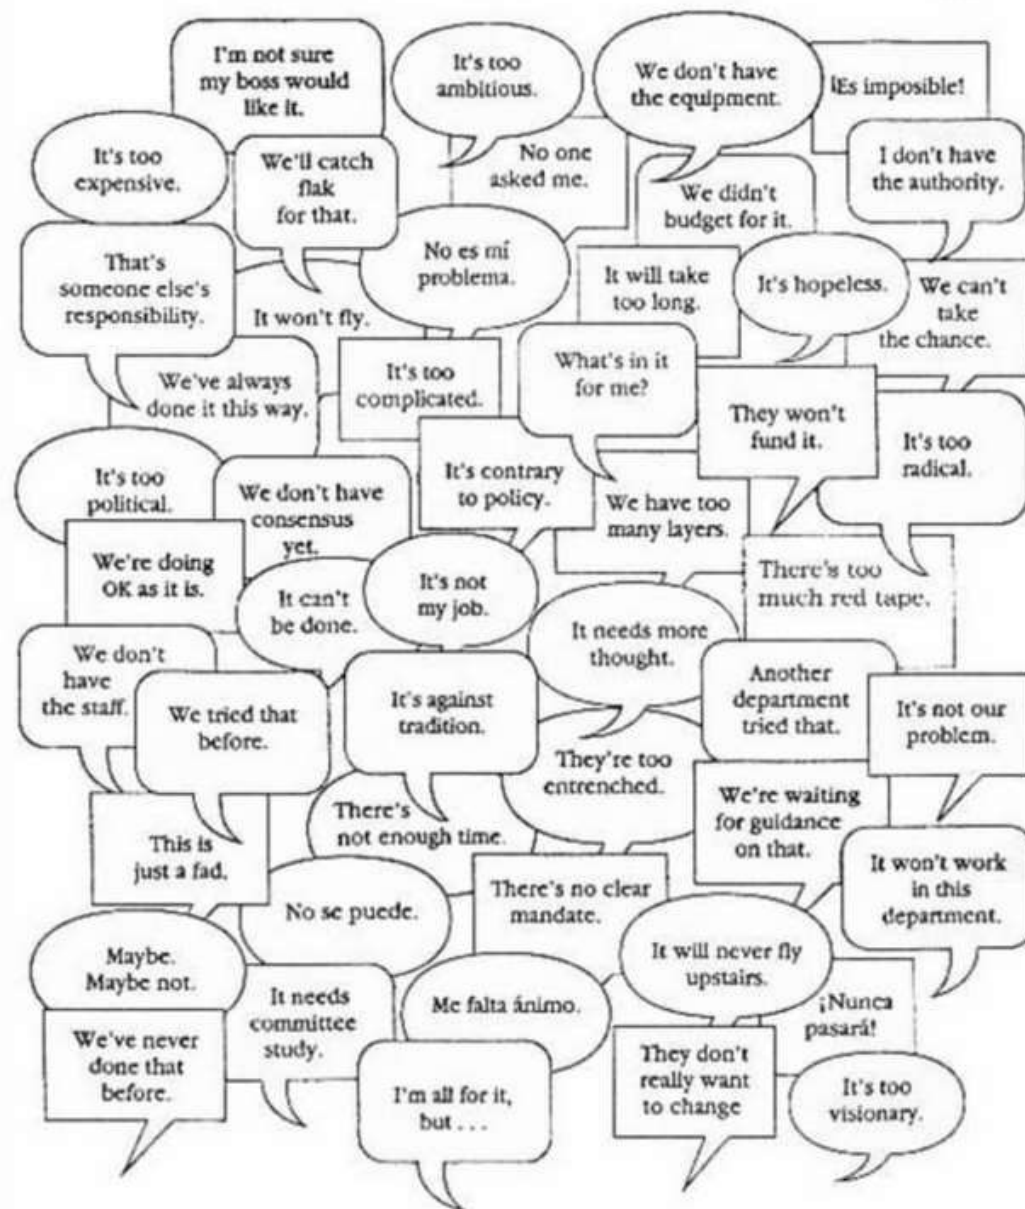 I'm not sure
my boss would
like it.
It's too
ambitious.
We don't have
the equipment.
¡Es imposible!
It's too
expensive.
We'll catch
flak
for that.
No one
asked me.
We didn't
budget for it.
I don't have
the authority.
That's
someone else's
responsibility.
It won't fly.
No es mí
problema.
It will take
too long.
It's hopeless.
We can't
take
the chance.
We've always
done it this way.
It's too
complicated.
What's in it
for me?
They won't
fund it.
It's too
radical.
It's too
political.
We don't have
consensus
yet.
It's contrary
to policy.
We have too
many layers.
We're doing
OK as it is.
It can't
be done.
It's not
my job.
It needs more
thought.
There's too
much red tape.
We don't
have
the staff.
We tried that
before.
It's against
tradition.
They're too
entrenched.
Another
department
tried that.
It's not our
problem.
This is
just a fad.
There's
not enough time.
We're waiting
for guidance
on that.
It won't work
in this
department.
No se puede.
There's no clear
mandate.
Maybe.
Maybe not.
It needs
committee
study.
Me falta ánimo.
It will never fly
upstairs.
¡Nunca
pasará!
We've never
done that
before.
I'm all for it,
but . . .
They don't
really want
to change
It's too
visionary.